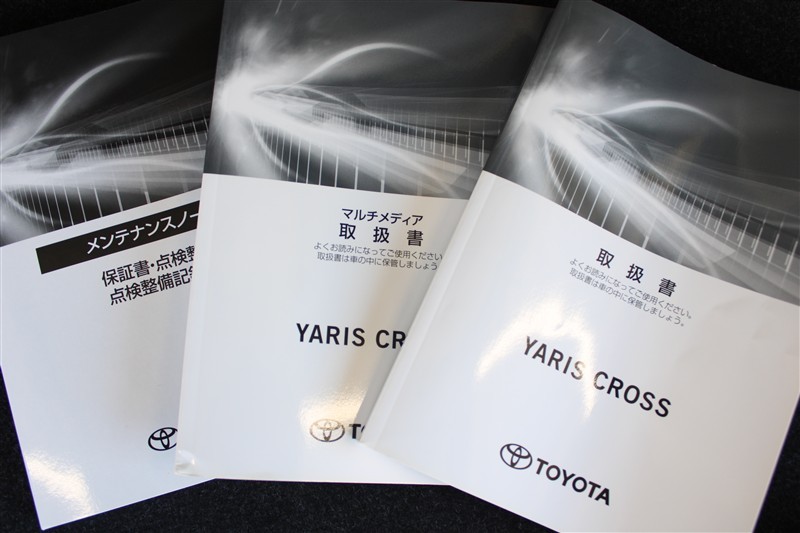 メンテナンスノー
保証書・点検整
点検整備記録
マルチメディア
取扱書
よくお読みになってご使用ください
取扱書は車の中に保管しましょう
YARIS CR
取扱書
よくお読みになってご使用ください。
取扱書は車の中に保管しましょう。
YARIS CROSS
TOYOTA